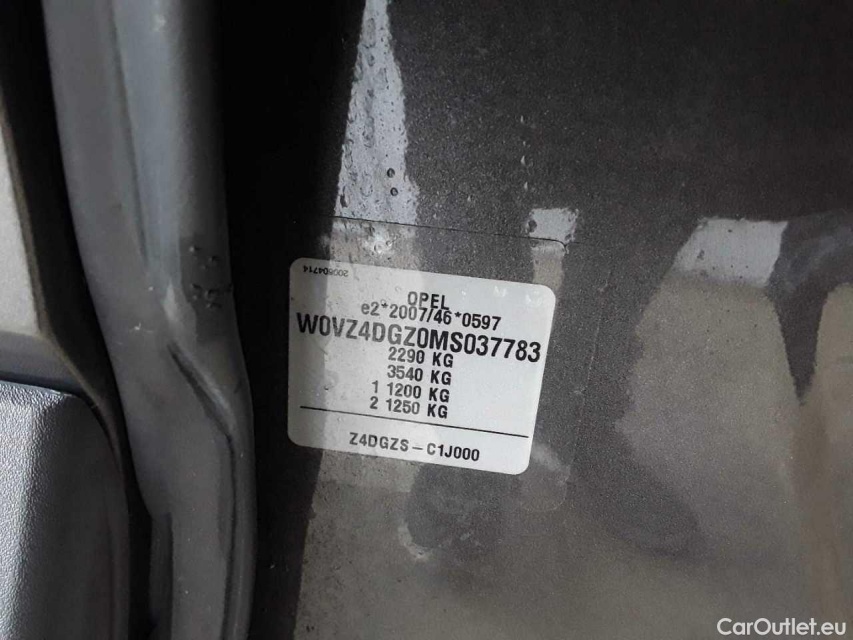 2008D4714
OPEL
e2*2007/46*0597
W0VZ4DGZ0MS037783
2290 KG
3540 KG
1 1200 KG
2 1250 KG
Z4DGZS-C1J000
CarOutlet.eu